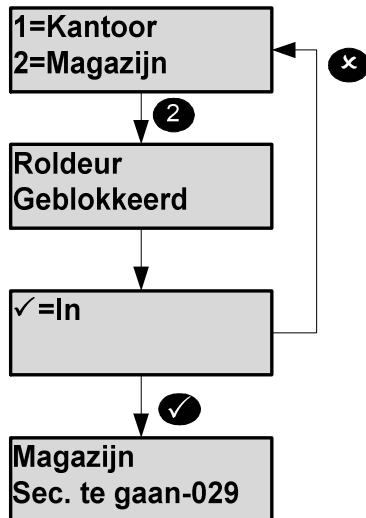 1=Kantoor
2=Magazijn
2
Roldeur
Geblokkeerd
✓=In
Magazijn
Sec. te gaan-029